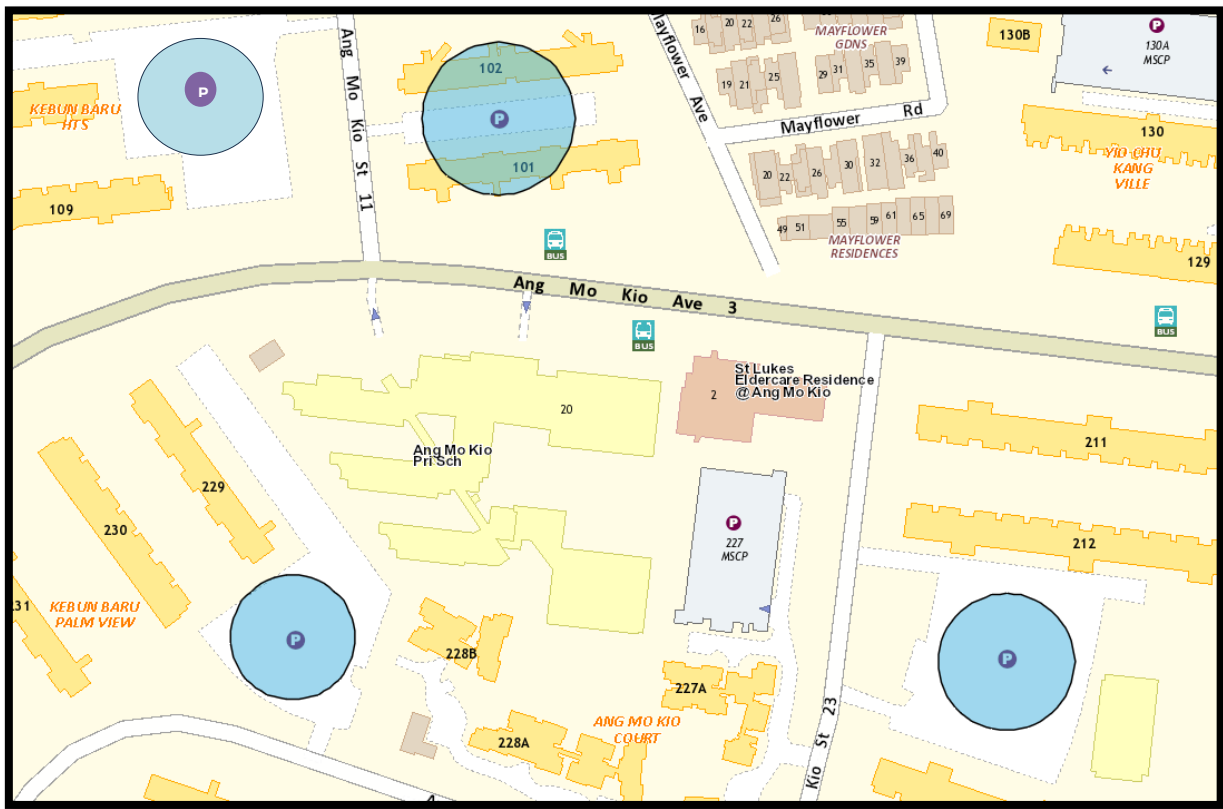 16
20
22
26
MAYFLOWER
GDNS
130B
P
130A
MSCP
Ang Mo Kio St 11
Mayflower Ave
102
P
19
21
25
29
31
35
39
P
KEBUN BARU
HTS
Mayflower Rd
101
130
YIO CHU
KANG
VILLE
20
22
26
30
32
36
40
109
49
51
55
59
61
65
69
MAYFLOWER
RESIDENCES
BUS
129
Ang Mo Kio Ave 3
BUS
BUS
St Lukes
Eldercare Residence
@ Ang Mo Kio
2
20
211
Ang Mo Kio
Pri Sch
229
230
P
227
MSCP
212
231
KEBUN BARU
PALM VIEW
P
228B
P
227A
Kio St 23
ANG MO KIO
COURT
228A